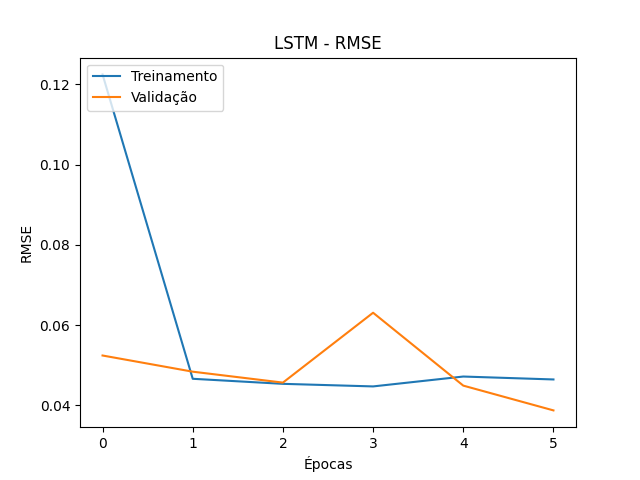 LSTM - RMSE
Treinamento
Validação
0.12
0.10
0.08
0.06
0.04
RMSE
0 1 2 3 4 5
Épocas